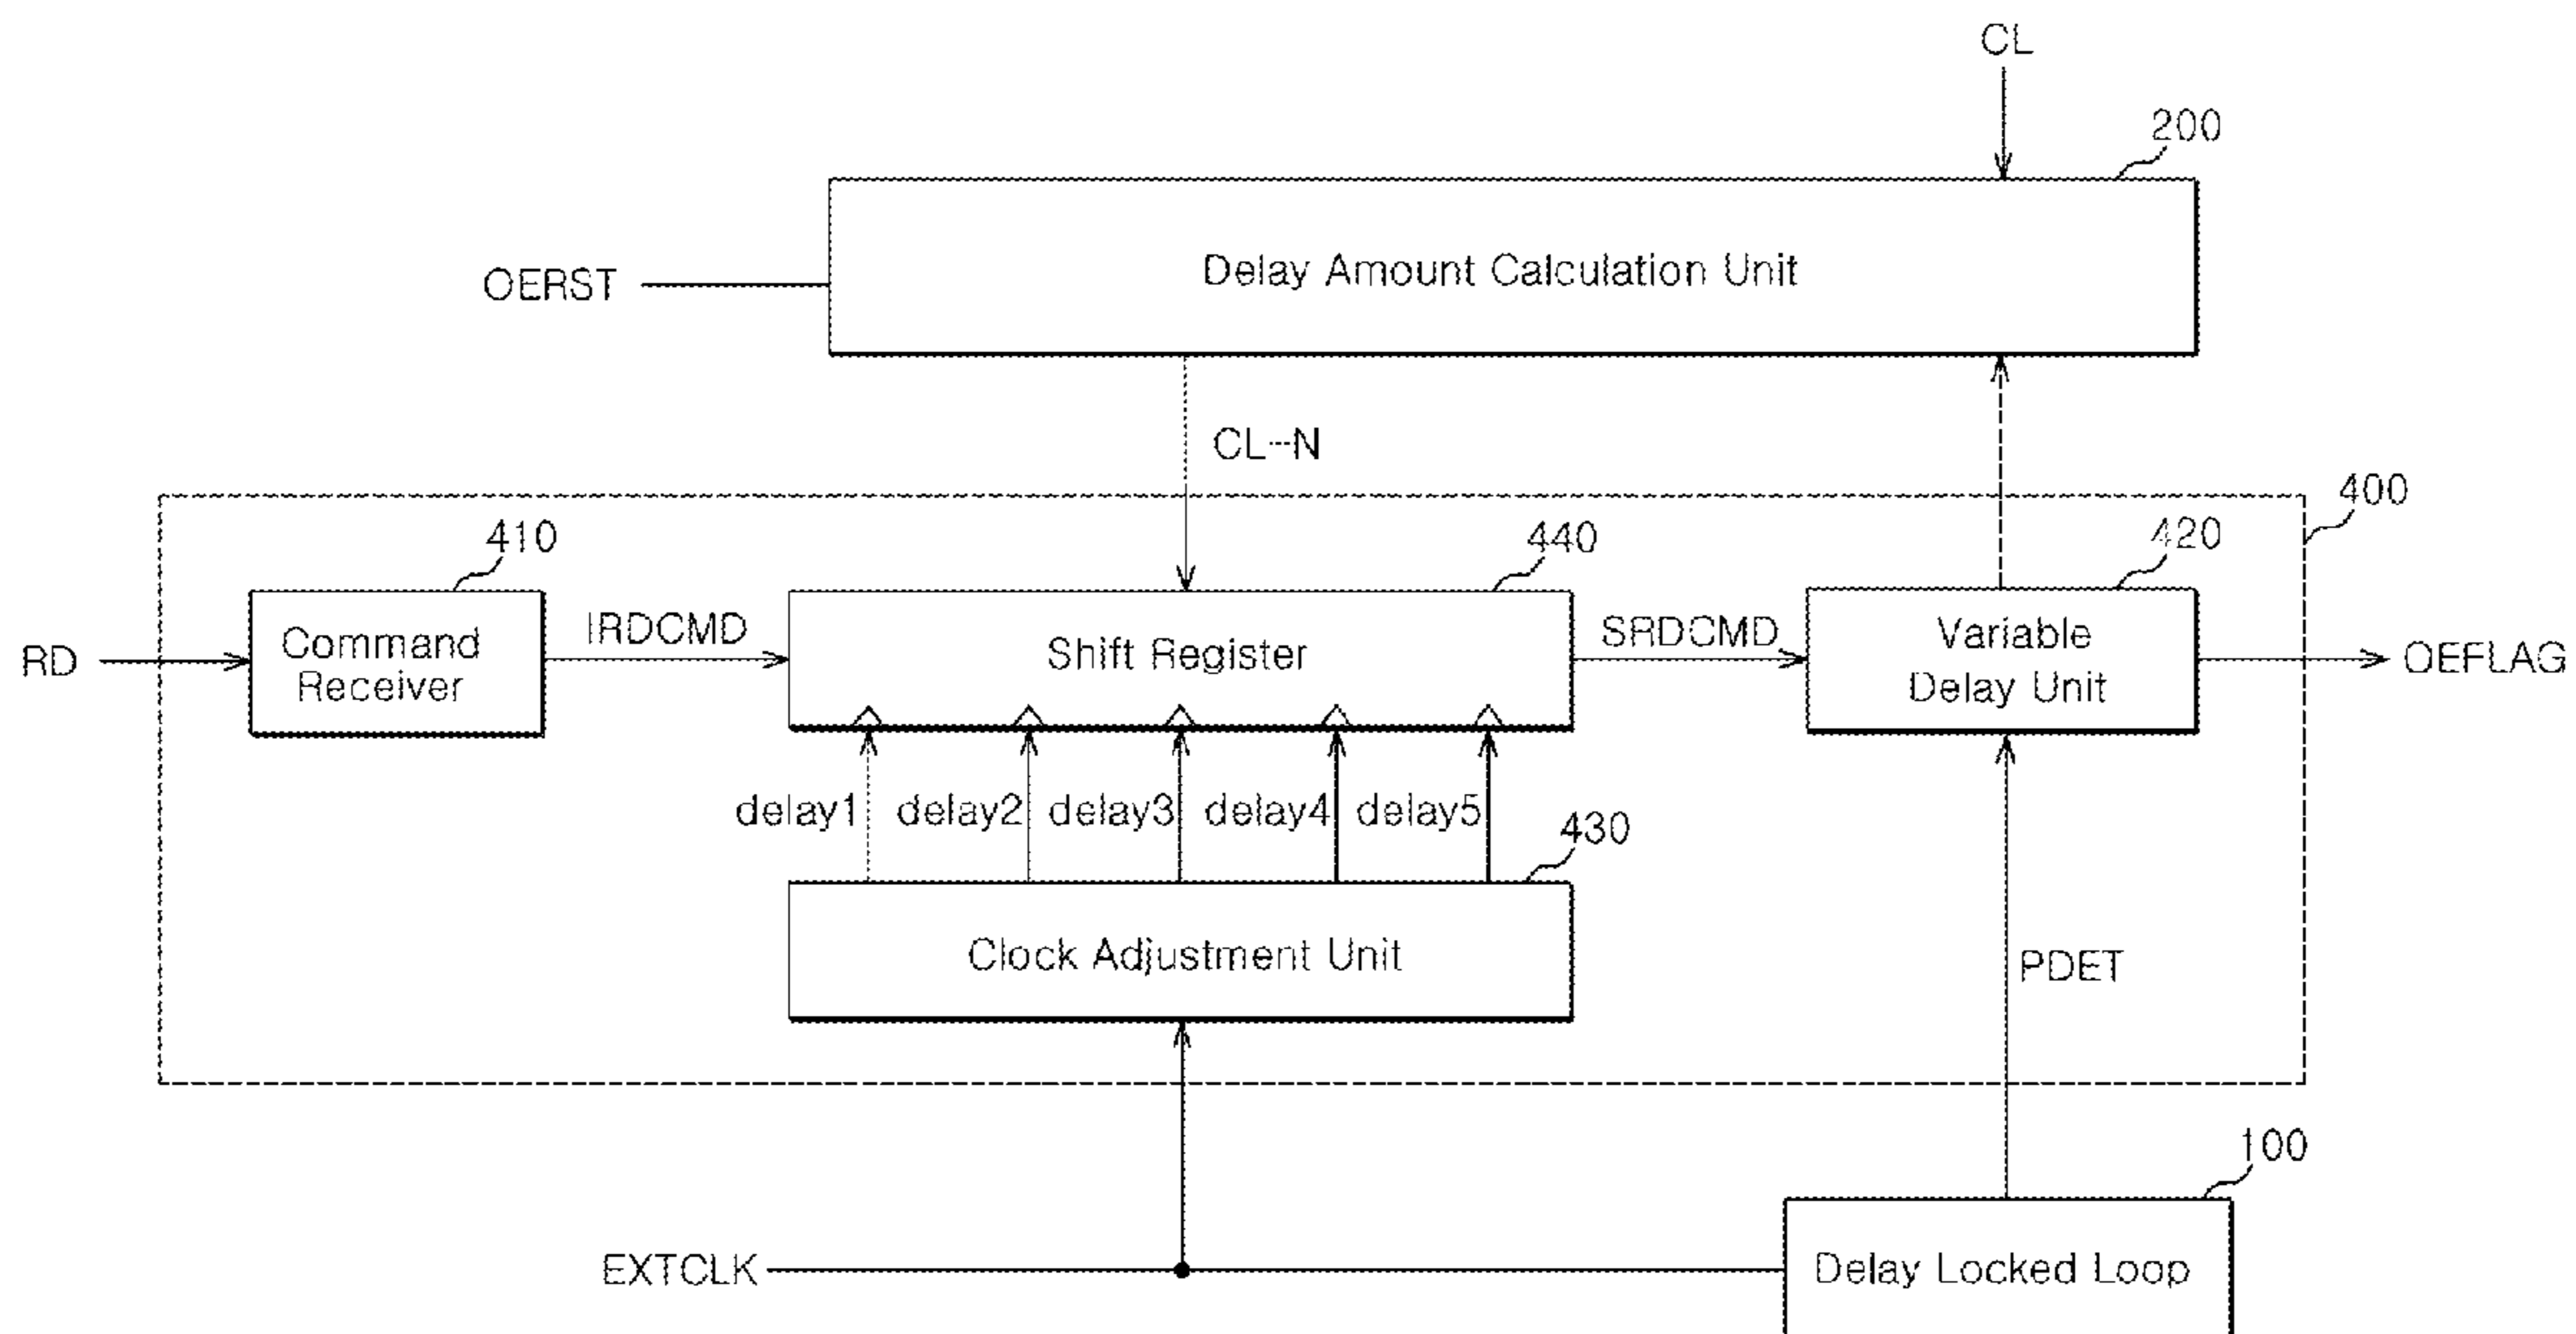 CL
200
OERST
Delay Amount Calculation Unit
CL---N
400
410
440
420
RD
Command
Receiver
IRDCMD
Shift Register
SRDCMD
Variable
Delay Unit
OEFLAG
delay1
delay2
delay3
delay4
delay5
430
Clock Adjustment Unit
PDET
100
EXTCLK
Delay Locked Loop